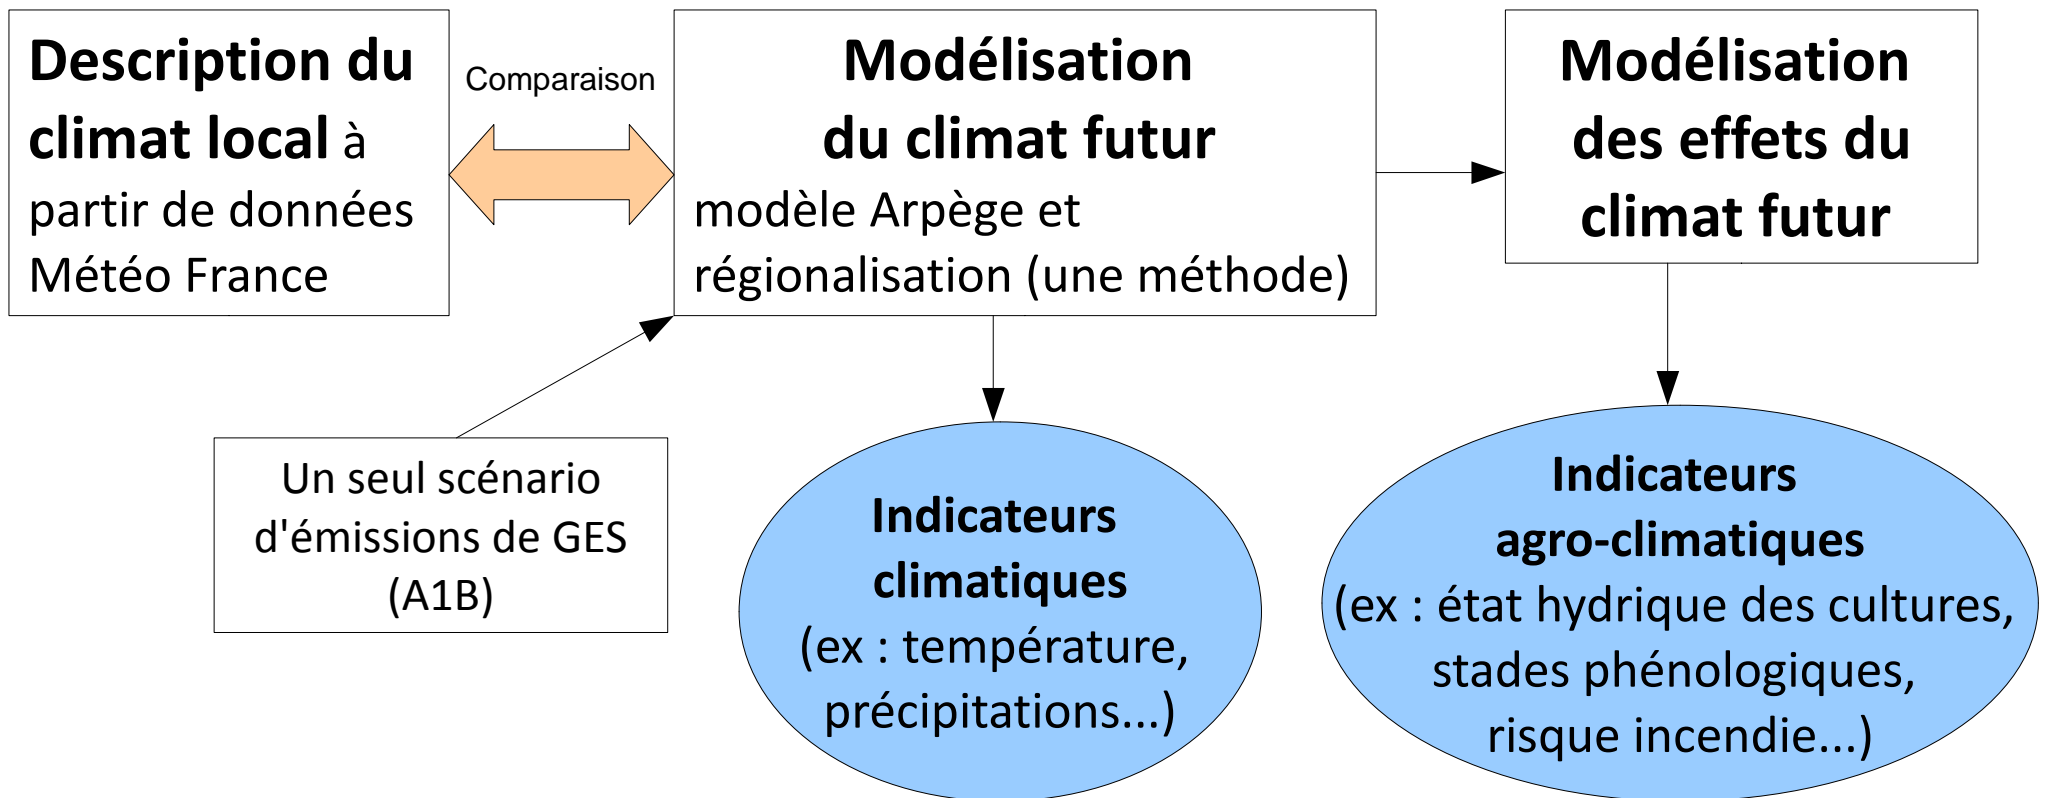 Description du
climat local à
partir de données
Météo France
Comparaison
Modélisation
du climat futur
modèle Arpège et
régionalisation (une méthode)
Modélisation
des effets du
climat futur
Un seul scénario
d'émissions de GES
(A1B)
Indicateurs
climatiques
(ex : température,
précipitations...)
Indicateurs
agro-climatiques
(ex : état hydrique des cultures,
stades phénologiques,
risque incendie...)